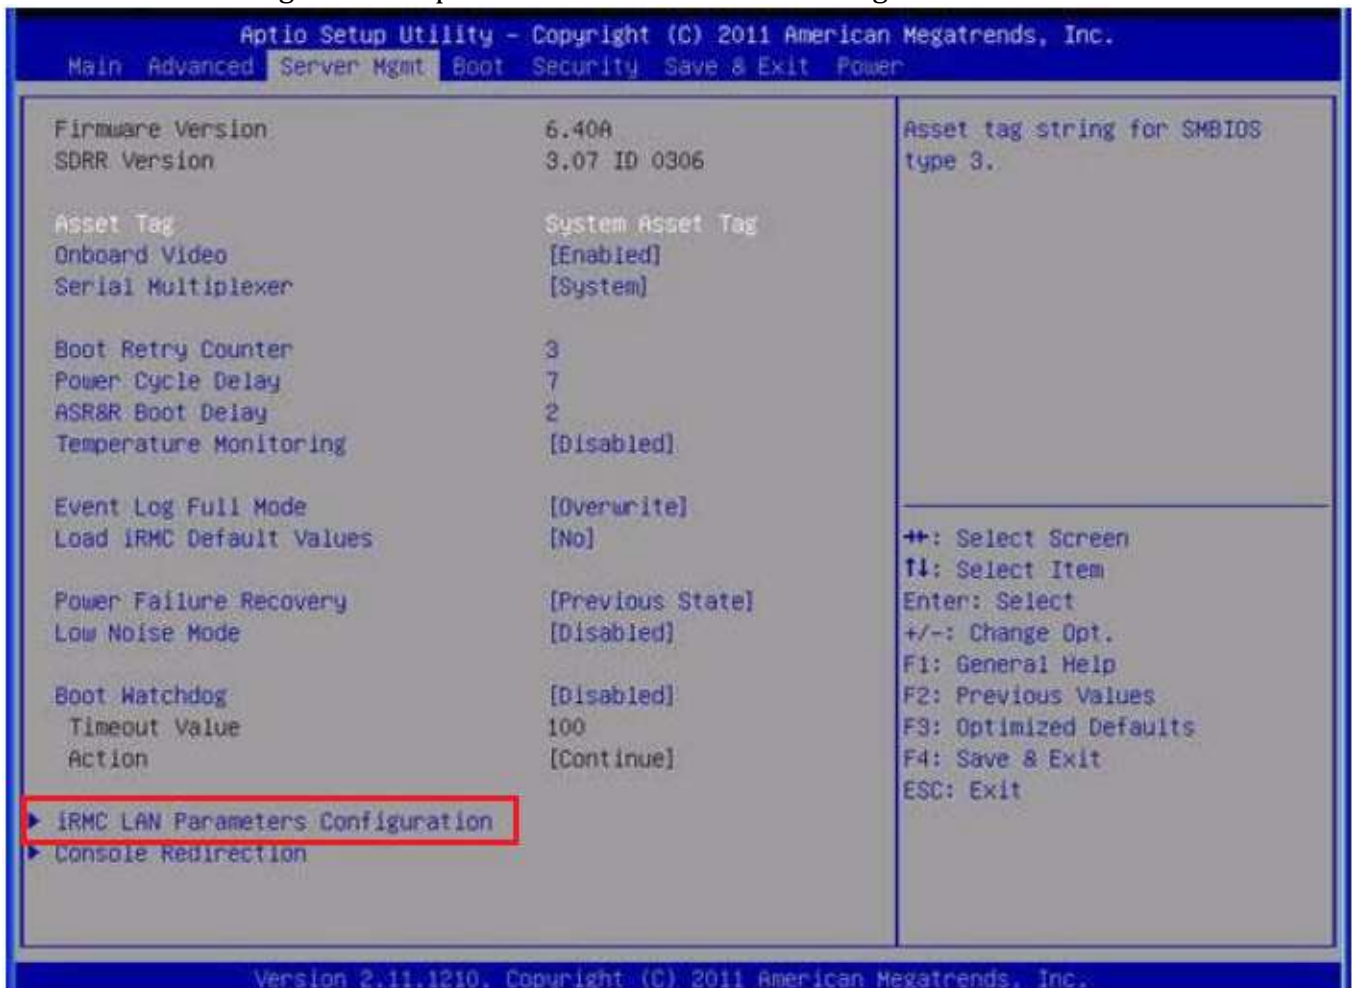 Aptio Setup Utility – Copyright (C) 2011 American Megatrends, Inc.
Main Advanced Server Mgmt Boot Security Save & Exit Power
Firmware Version 6.40A
SDRR Version 3.07 ID 0306
Asset Tag System Asset Tag
Onboard Video [Enabled]
Serial Multiplexer [System]
Boot Retry Counter 3
Power Cycle Delay 7
ASR&R Boot Delay 2
Temperature Monitoring [Disabled]
Event Log Full Mode [Overwrite]
Load iRMC Default Values [No]
Power Failure Recovery [Previous State]
Low Noise Mode [Disabled]
Boot Watchdog [Disabled]
Timeout Value 100
Action [Continue]
iRMC LAN Parameters Configuration
Console Redirection
Asset tag string for SMBIOS
type 3.
→←: Select Screen
↑↓: Select Item
Enter: Select
+/-: Change Opt.
F1: General Help
F2: Previous Values
F3: Optimized Defaults
F4: Save & Exit
ESC: Exit
Version 2.11.1210. Copyright (C) 2011 American Megatrends, Inc.